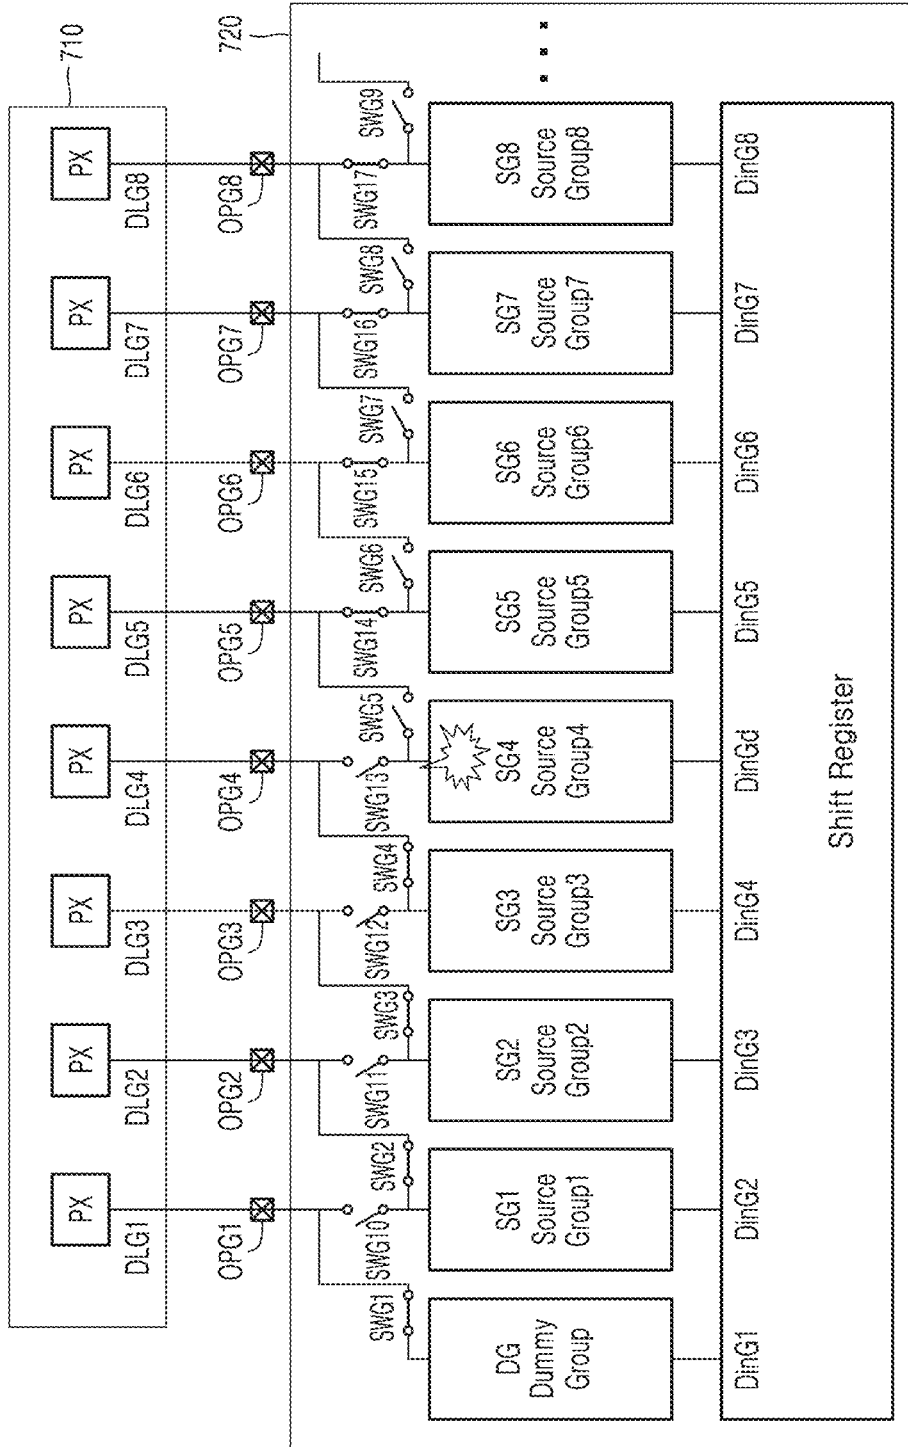 710
PX PX PX PX PX PX PX PX
DLG1 DLG2 DLG3 DLG4 DLG5 DLG6 DLG7 DLG8
OPG1 OPG2 OPG3 OPG4 OPG5 OPG6 OPG7 OPG8
720
SWG10 SWG11 SWG12 SWG13 SWG14 SWG15 SWG16 SWG17
SWG1 SWG2 SWG3 SWG4 SWG5 SWG6 SWG7 SWG8 SWG9
DG
Dummy
Group
SG1
Source
Group1
SG2
Source
Group2
SG3
Source
Group3
SG4
Source
Group4
SG5
Source
Group5
SG6
Source
Group6
SG7
Source
Group7
SG8
Source
Group8
DinG1 DinG2 DinG3 DinG4 DinGd DinG5 DinG6 DinG7 DinG8
Shift Register